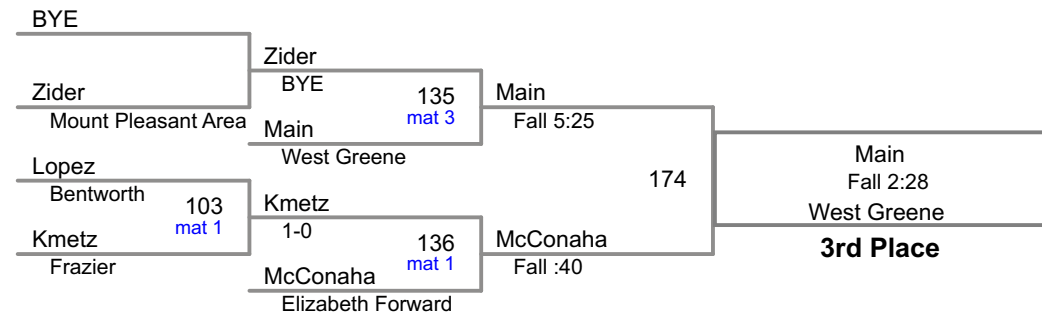 BYE
Zider
Mount Pleasant Area
Lopez
Bentworth
103
mat 1
Kmetz
Frazier
Zider
BYE
135
mat 3
Main
West Greene
Kmetz
1-0
136
mat 1
McConaha
Elizabeth Forward
Main
Fall 5:25
174
McConaha
Fall :40
Main
Fall 2:28
West Greene
3rd Place